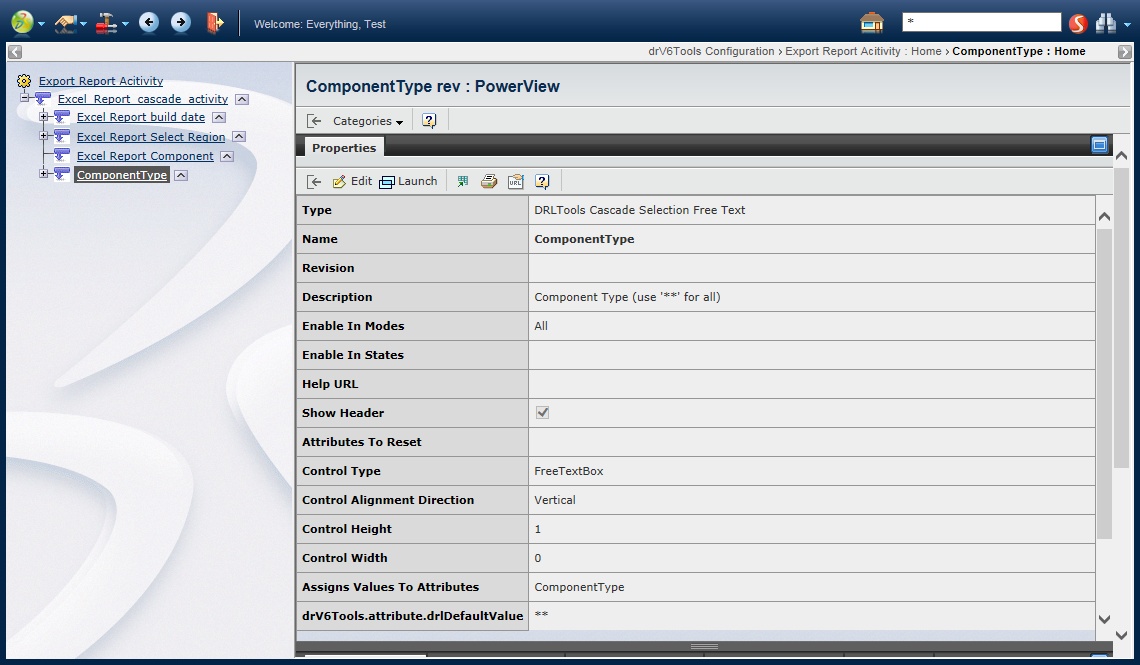 Welcome: Everything, Test
*
drV6Tools Configuration › Export Report Acitivity : Home › ComponentType : Home
Export Report Acitivity
Excel_Report_cascade_activity
Excel Report build date
Excel Report Select Region
Excel Report Component
ComponentType
ComponentType rev : PowerView
Categories
Properties
Edit Launch URL
Type DRLTools Cascade Selection Free Text
Name ComponentType
Revision
Description Component Type (use '**' for all)
Enable In Modes All
Enable In States
Help URL
Show Header
Attributes To Reset
Control Type FreeTextBox
Control Alignment Direction Vertical
Control Height 1
Control Width 0
Assigns Values To Attributes ComponentType
drV6Tools.attribute.drlDefaultValue **